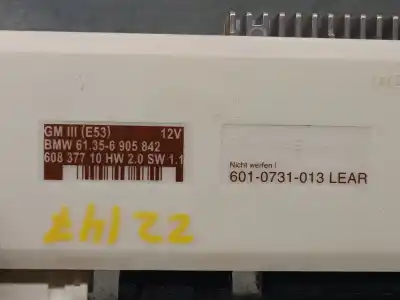 GM III (E53) 12V
BMW 61.35-6 905 842
608 377 10 HW 2.0 SW 1.1
Nicht werfen !
601-0731-013 LEAR
22147